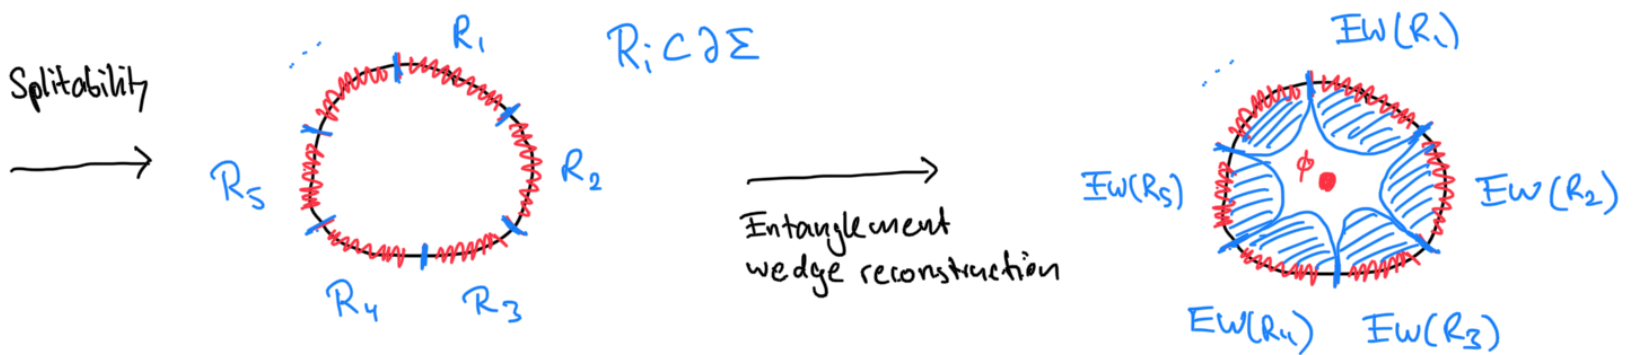 Splitability
R₁
Rᵢ ⊂ ∂Σ
R₂
R₃
R₄
R₅
Entanglement
wedge reconstruction
EW(R₁)
EW(R₂)
EW(R₃)
EW(R₄)
EW(R₅)
ϕ